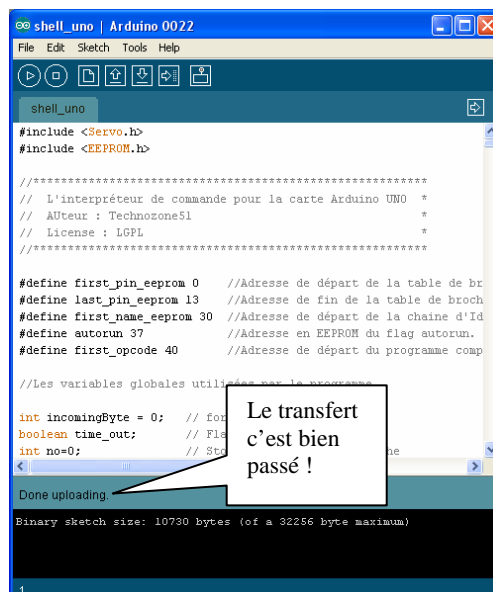 shell_uno | Arduino 0022
File Edit Sketch Tools Help
shell_uno
#include <Servo.h>
#include <EEPROM.h>
//*********************************************************
// L'interpréteur de commande pour la carte Arduino UNO *
// AUteur : Technozone51 *
// License : LGPL *
//*********************************************************
#define first_pin_eeprom 0 //Adresse de départ de la table de br
#define last_pin_eeprom 13 //Adresse de fin de la table de broch
#define first_name_eeprom 30 //Adresse de départ de la chaine d'Id
#define autorun 37 //Adresse en EEPROM du flag autorun.
#define first_opcode 40 //Adresse de départ du programme comp
//Les variables globales utilisées par le programme
int incomingByte = 0; // for
boolean time_out; // Fla
int no=0; // Sto he
Le transfert
c'est bien
passé !
Done uploading.
Binary sketch size: 10730 bytes (of a 32256 byte maximum)
1